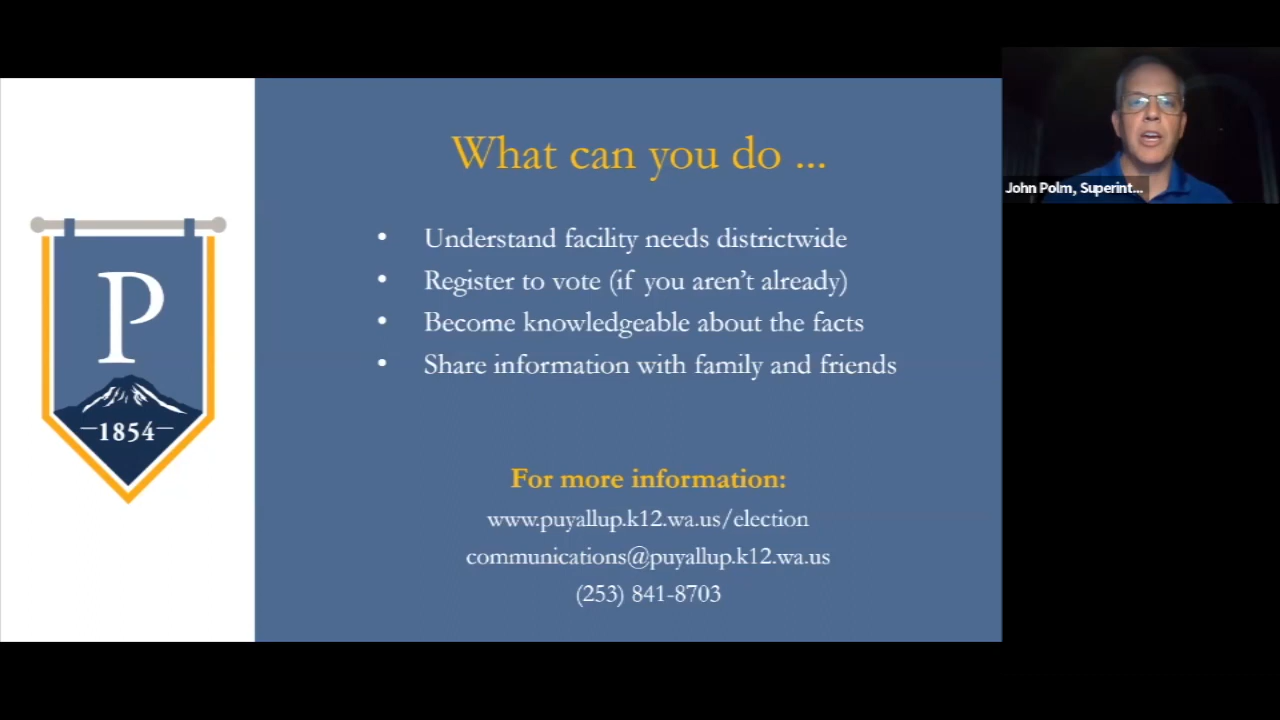 What can you do ...
• Understand facility needs districtwide
• Register to vote (if you aren't already)
• Become knowledgeable about the facts
• Share information with family and friends
For more information:
www.puyallup.k12.wa.us/election
communications@puyallup.k12.wa.us
(253) 841-8703
P
–1854–
John Polm, Superint...